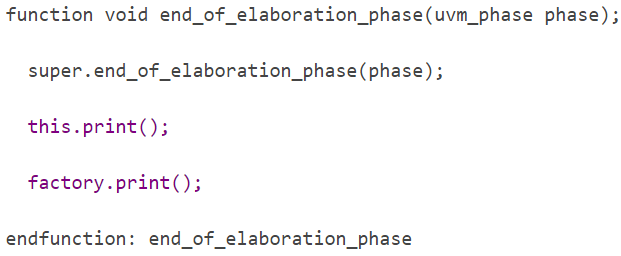 function void end_of_elaboration_phase(uvm_phase phase);
super.end_of_elaboration_phase(phase);
this.print();
factory.print();
endfunction: end_of_elaboration_phase